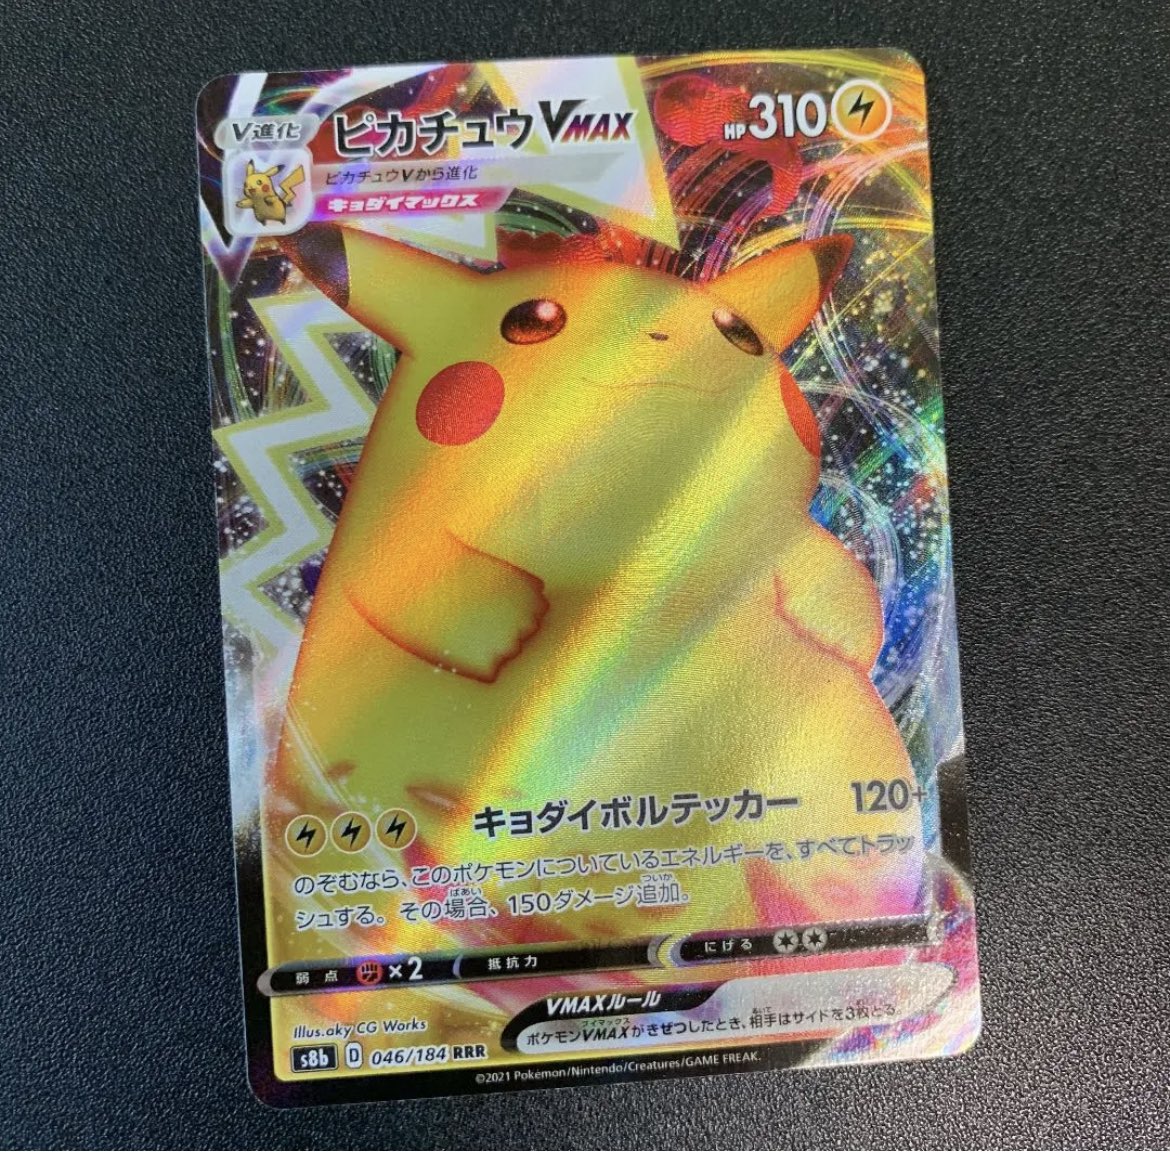 V進化
ピカチュウVMAX
HP310
ピカチュウVから進化
キョダイマックス
キョダイボルテッカー 120+
のぞむなら、このポケモンについているエネルギーを、すべてトラッ
シュする。その場合、150ダメージ追加。
弱点 ×2 抵抗力 にげる
VMAXルール
ポケモンVMAXがきぜつしたとき、相手はサイドを3枚とる
Illus.aky CG Works
s8b D 046/184 RRR
©2021 Pokémon/Nintendo/Creatures/GAME FREAK.